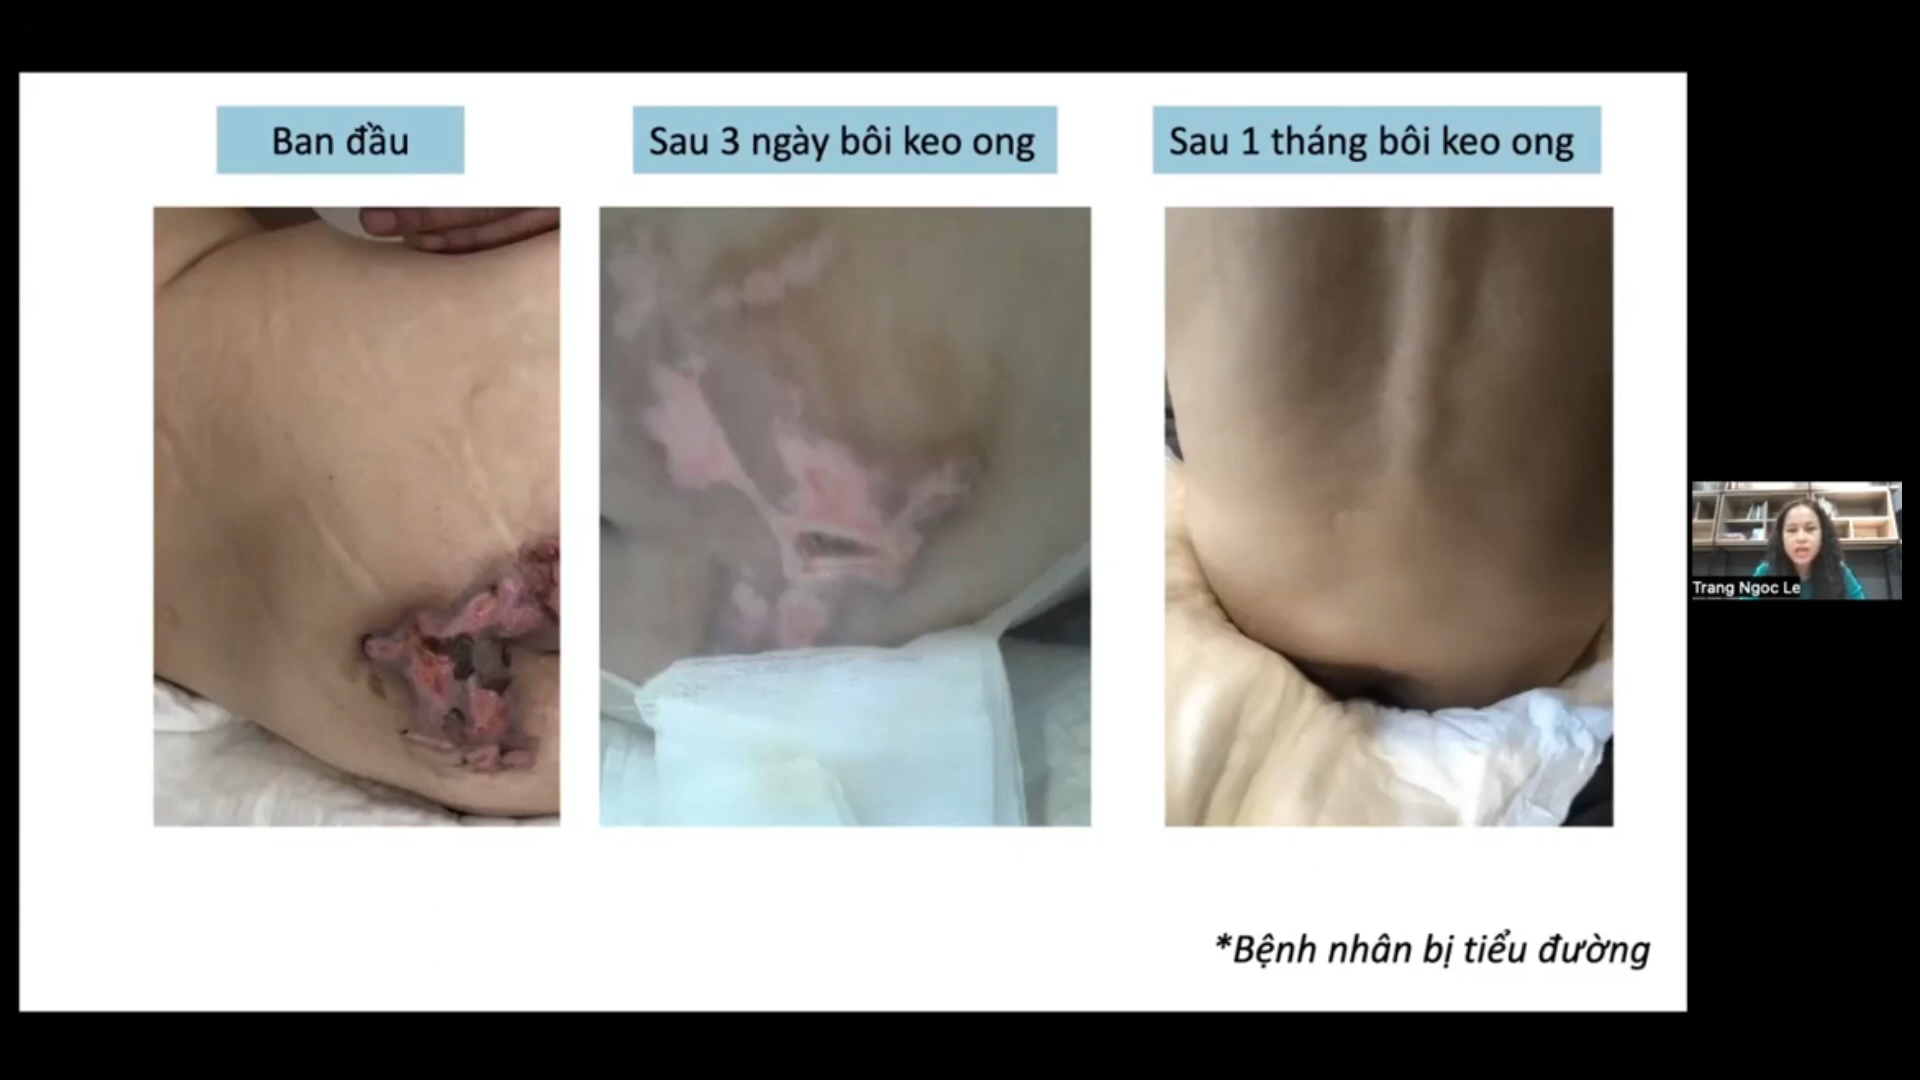 Ban đầu
Sau 3 ngày bôi keo ong
Sau 1 tháng bôi keo ong
Trang Ngoc Le
*Bệnh nhân bị tiểu đường